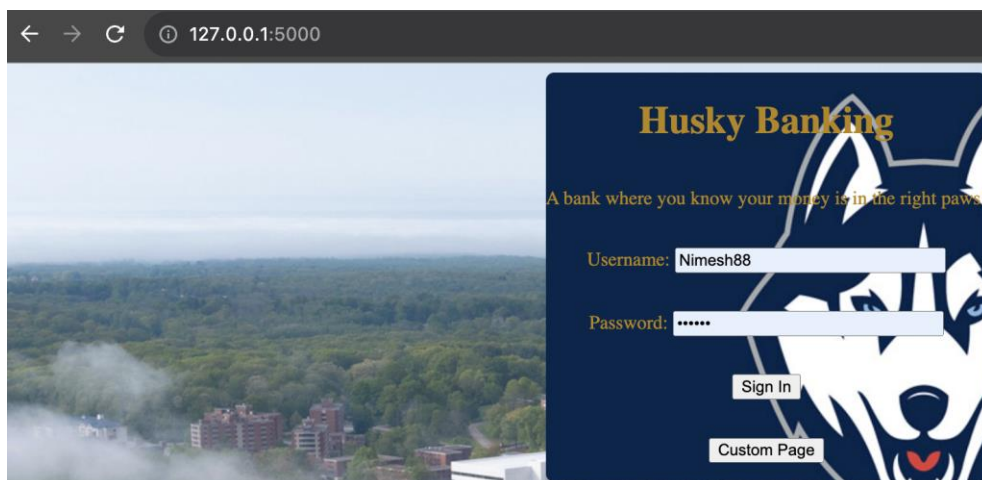 127.0.0.1:5000
Husky Banking
A bank where you know your money is in the right paws
Username: Nimesh88
Password: ••••••
Sign In
Custom Page